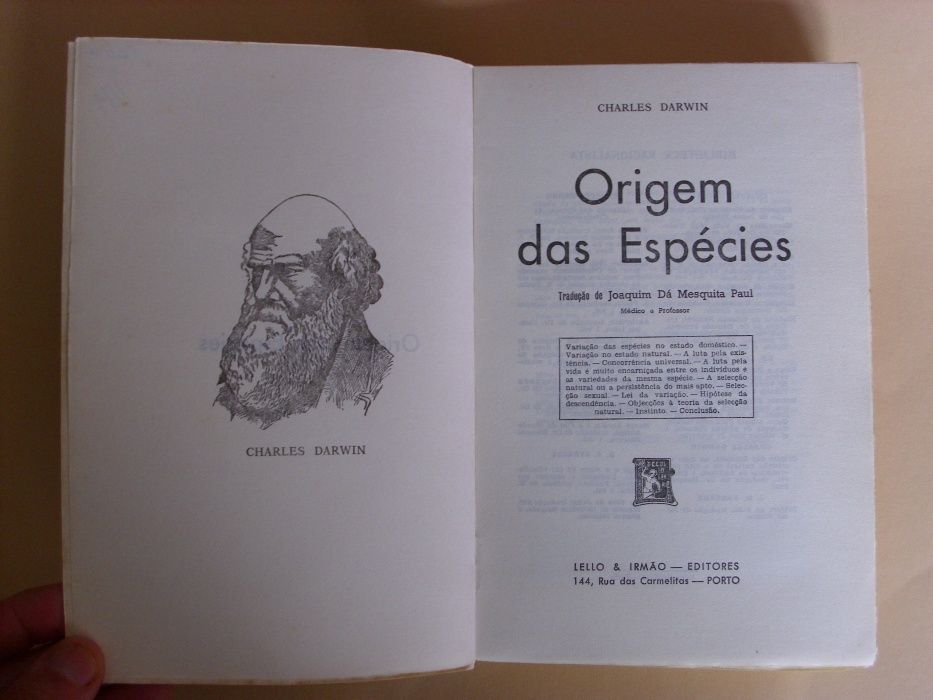 CHARLES DARWIN
CHARLES DARWIN
Origem
das Espécies
Tradução de Joaquim Dá Mesquita Paul
Médico e Professor
Variação das espécies no estado doméstico. —
Variação no estado natural. — A luta pela exis-
tência. — Concorrência universal. — A luta pela
vida é muito encarniçada entre os indivíduos e
as variedades da mesma espécie. — A selecção
natural ou a persistência do mais apto. — Selec-
ção sexual. — Lei da variação. — Hipótese da
descendência. — Objecções à teoria da selecção
natural. — Instinto. — Conclusão.
LELLO & IRMÃO — EDITORES
144, Rua das Carmelitas — PORTO